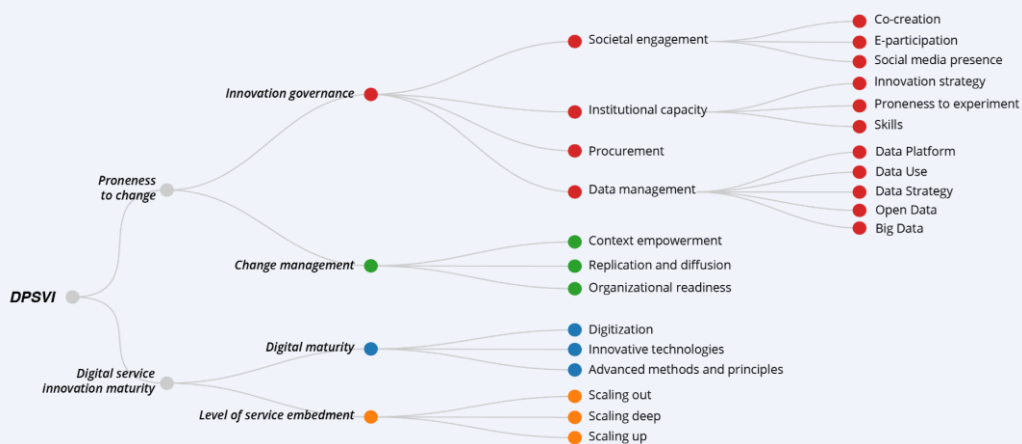 DPSVI
Proneness
to change
Innovation governance
Societal engagement
Co-creation
E-participation
Social media presence
Institutional capacity
Innovation strategy
Proneness to experiment
Skills
Procurement
Data management
Data Platform
Data Use
Data Strategy
Open Data
Big Data
Change management
Context empowerment
Replication and diffusion
Organizational readiness
Digital service
innovation maturity
Digital maturity
Digitization
Innovative technologies
Advanced methods and principles
Level of service embedment
Scaling out
Scaling deep
Scaling up